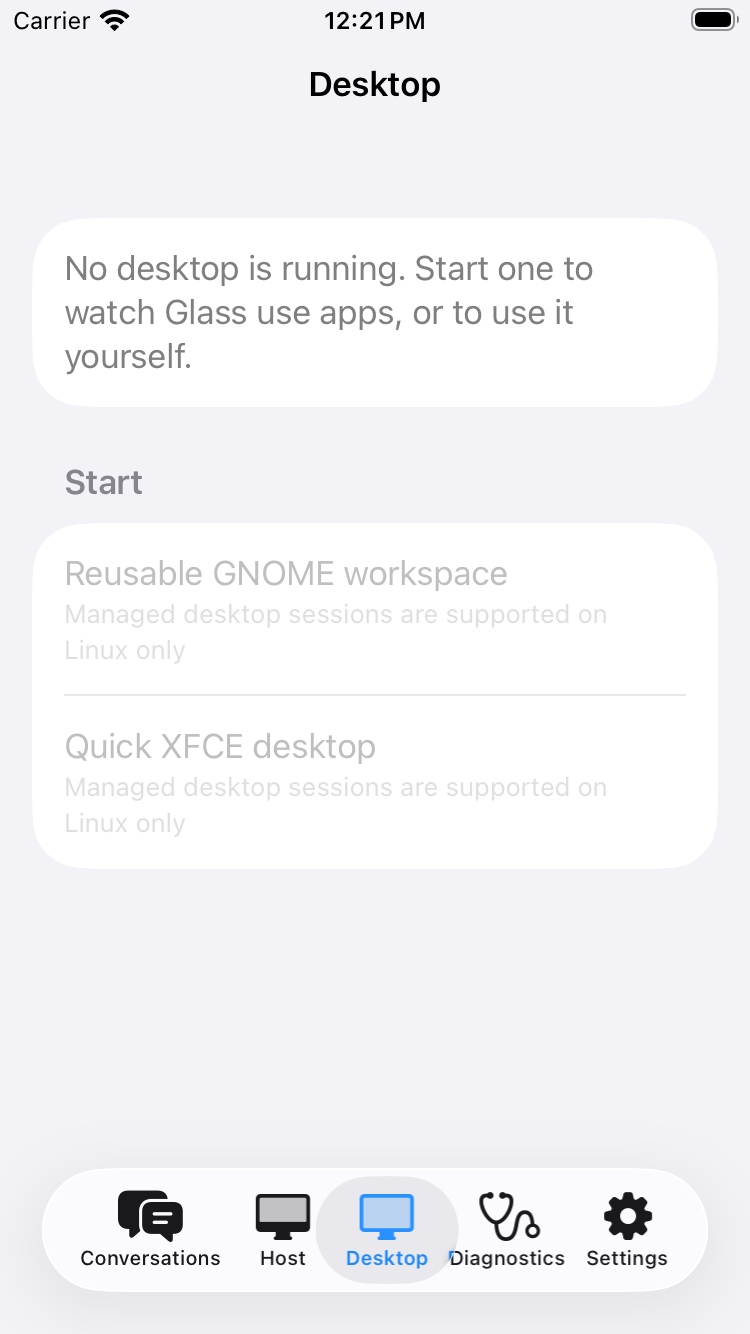 Carrier 12:21 PM
Desktop
No desktop is running. Start one to
watch Glass use apps, or to use it
yourself.
Start
Reusable GNOME workspace
Managed desktop sessions are supported on
Linux only
Quick XFCE desktop
Managed desktop sessions are supported on
Linux only
Conversations Host Desktop Diagnostics Settings